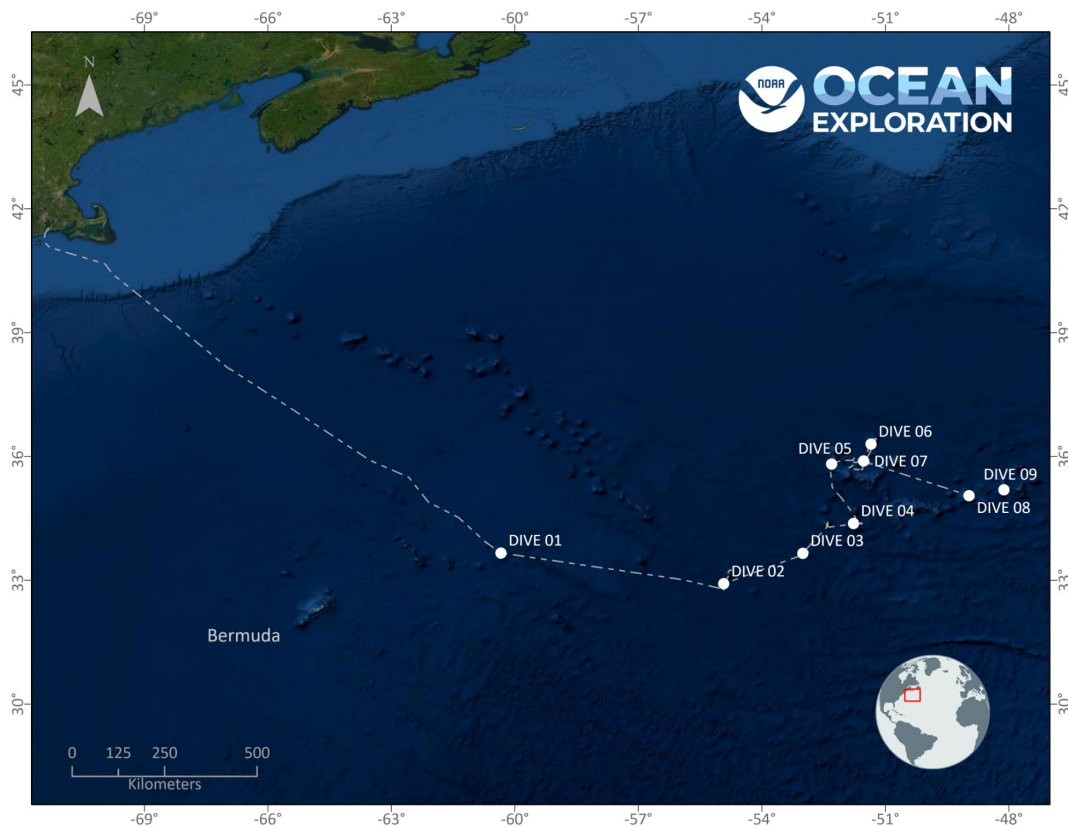 -69° -66° -63° -60° -57° -54° -51° -48°
N
45° 45°
NOAA
OCEAN
EXPLORATION
42° 42°
39° 39°
36° 36°
DIVE 06
DIVE 05
DIVE 07
DIVE 09
DIVE 08
DIVE 04
DIVE 01
DIVE 03
DIVE 02
33° 33°
Bermuda
30° 30°
0 125 250 500
Kilometers
-69° -66° -63° -60° -57° -54° -51° -48°